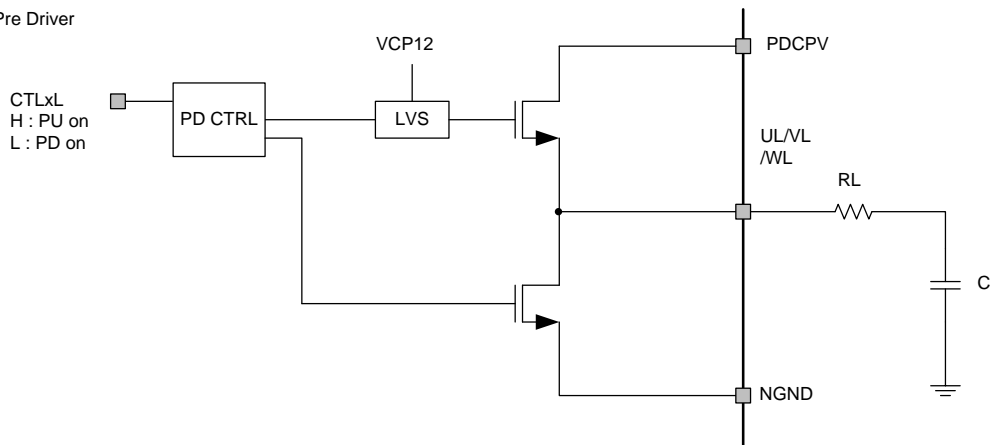 Pre Driver
VCP12
PDCPV
CTLxL
H : PU on
L : PD on
PD CTRL
LVS
UL/VL
/WL
RL
C
NGND